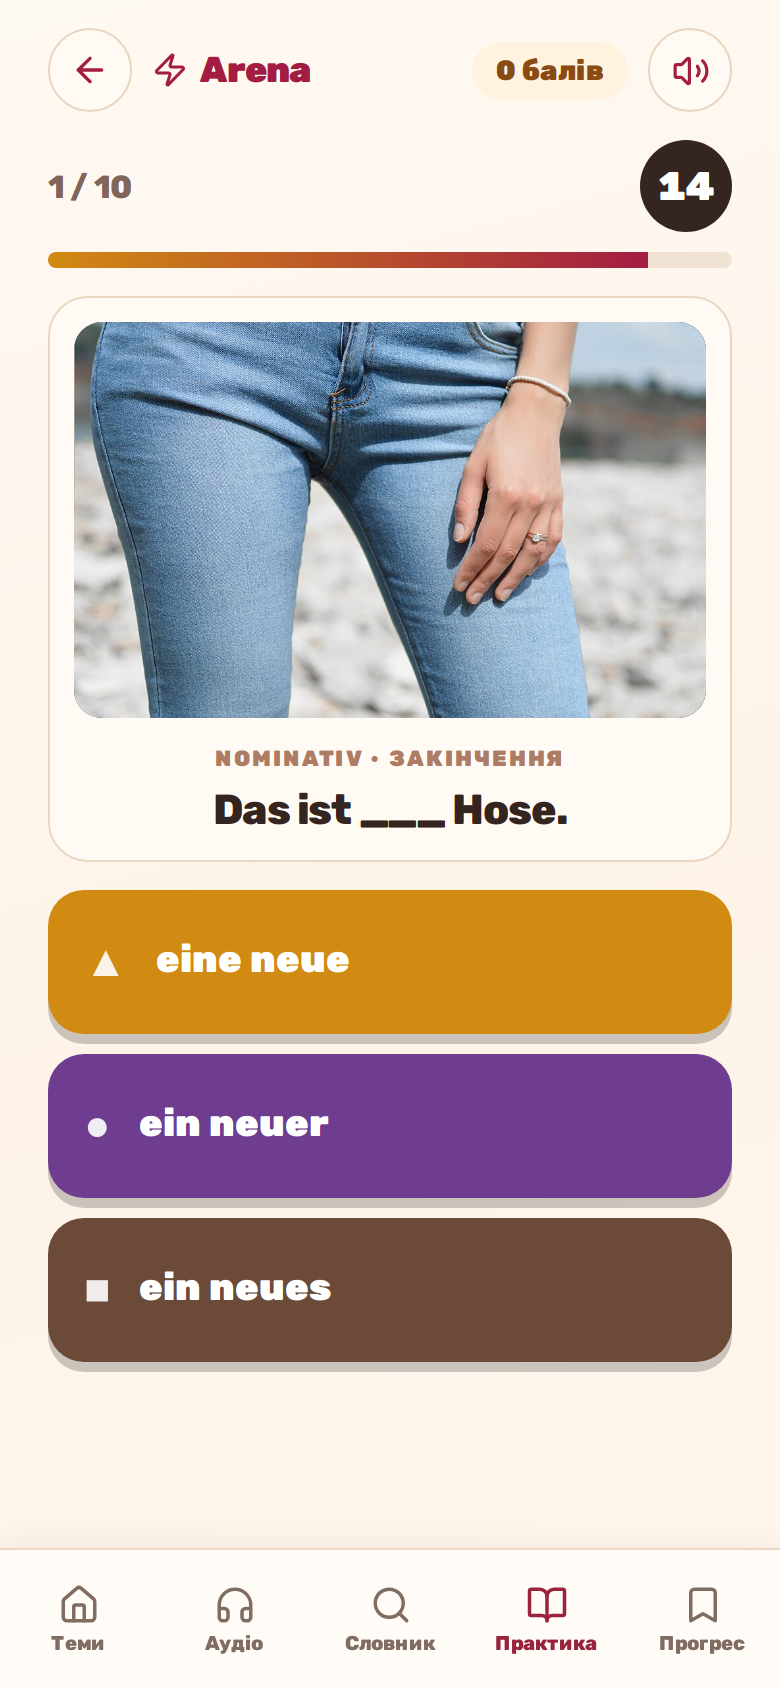 Arena
0 балів
1 / 10
14
NOMINATIV • ЗАКІНЧЕННЯ
Das ist ___ Hose.
▲ eine neue
● ein neuer
■ ein neues
Теми
Аудіо
Словник
Практика
Прогрес